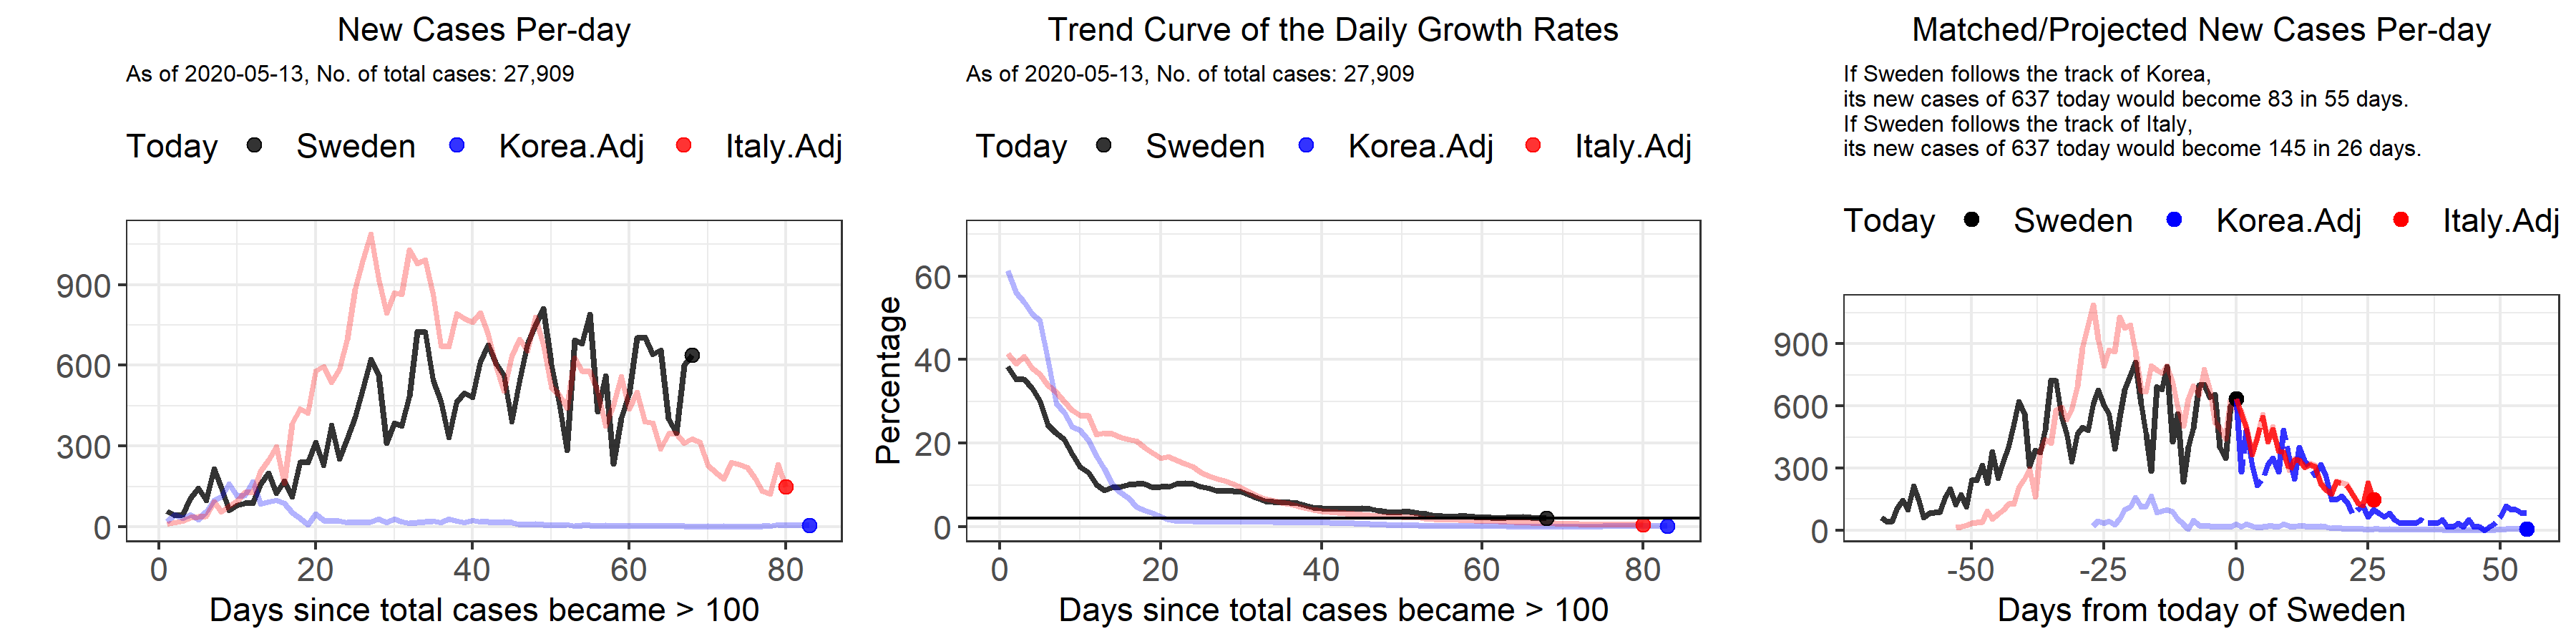 New Cases Per-day
As of 2020-05-13, No. of total cases: 27,909
Today Sweden Korea.Adj Italy.Adj
900
600
300
0
0 20 40 60 80
Days since total cases became > 100
Trend Curve of the Daily Growth Rates
As of 2020-05-13, No. of total cases: 27,909
Today Sweden Korea.Adj Italy.Adj
Percentage
60
40
20
0
0 20 40 60 80
Days since total cases became > 100
Matched/Projected New Cases Per-day
If Sweden follows the track of Korea,
its new cases of 637 today would become 83 in 55 days.
If Sweden follows the track of Italy,
its new cases of 637 today would become 145 in 26 days.
Today Sweden Korea.Adj Italy.Adj
900
600
300
0
-50 -25 0 25 50
Days from today of Sweden